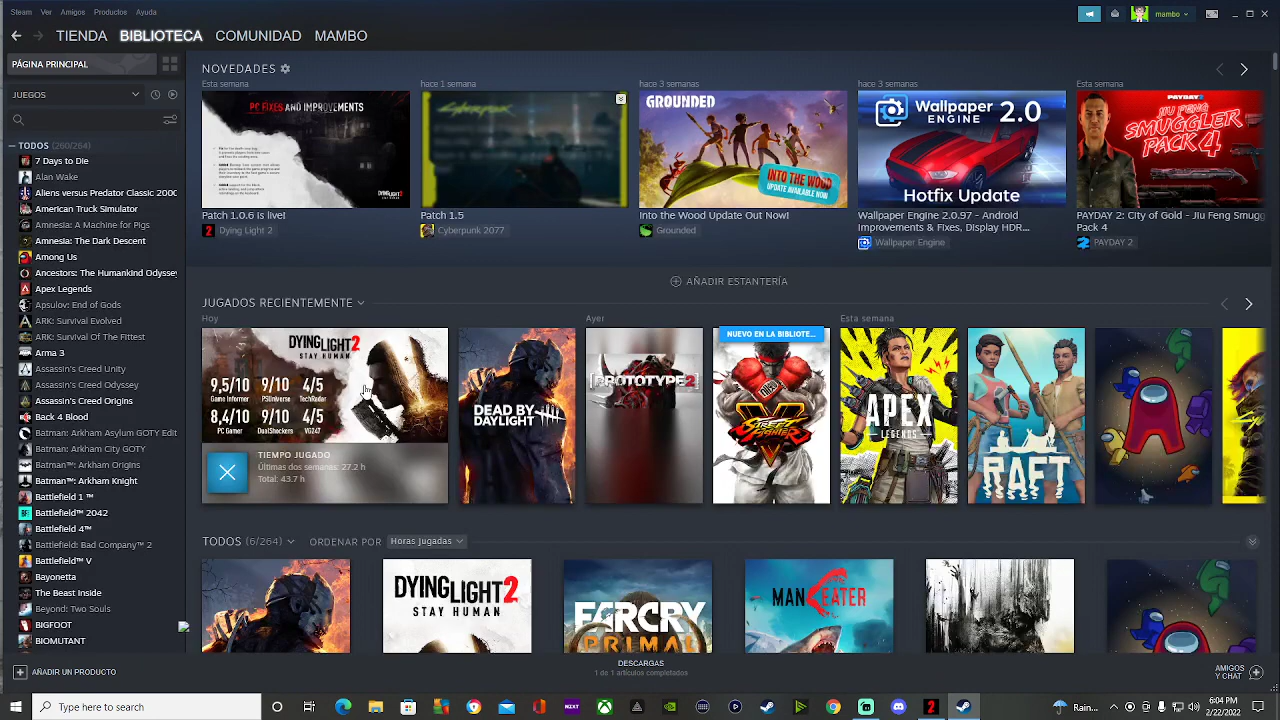 Steam Ver Amigos Productos Ayuda
mambo
TIENDA BIBLIOTECA COMUNIDAD MAMBO
PÁGINA PRINCIPAL
JUEGOS
TODOS (260/264)
7 Days to Die
Alan Wake
Aliens versus Predator Classic 2000
American Truck Simulator
Amnesia: A Machine for Pigs
Amnesia: The Dark Descent
Among Us
Ancestors: The Humankind Odyssey
Apex Legends
Apsulov: End of Gods
ARK: Survival Evolved
ARK: Survival Of The Fittest
Arma 3
Assassin's Creed Unity
Assassin's Creed Odyssey
Assassin's Creed Origins
Back 4 Blood
Batman: Arkham Asylum GOTY Edit
Batman: Arkham City GOTY
Batman™: Arkham Origins
Batman™: Arkham Knight
Battlefield 1 ™
Battlefield™ 2042
Battlefield 4™
Battlefield: Bad Company™ 2
Battlefield™ V
Bayonetta
The Beast Inside
Beyond: Two Souls
BIGFOOT
BIOMUTANT
NOVEDADES
Esta semana
PC FIXES AND IMPROVEMENTS
DYING LIGHT 2
Patch 1.0.6 is live!
Dying Light 2
hace 1 semana
Cyberpunk
Patch 1.5
Cyberpunk 2077
hace 3 semanas
GROUNDED
INTO THE WOOD
UPDATE AVAILABLE NOW
Into the Wood Update Out Now!
Grounded
hace 3 semanas
Wallpaper
ENGINE 2.0
Hotfix Update
Wallpaper Engine 2.0.97 - Android
Improvements & Fixes, Display HDR...
Wallpaper Engine
Esta semana
PAYDAY 2
JIU FENG
SMUGGLER
PACK 4
PAYDAY 2: City of Gold - Jiu Feng Smugg
Pack 4
PAYDAY 2
AÑADIR ESTANTERÍA
JUGADOS RECIENTEMENTE
Hoy
DYING LIGHT 2
STAY HUMAN
9,5/10 9/10 4/5
Game Informer PSUniverse TechRadar
8,4/10 9/10 4/5
PC Gamer DualShockers VG247
TIEMPO JUGADO
Últimas dos semanas: 27.2 h
Total: 43.7 h
DEAD BY
DAYLIGHT
Ayer
PROTOTYPE 2
NUEVO EN LA BIBLIOTE...
STREET
FIGHTER
V
Esta semana
APEX
LEGENDS
RAFT
TODOS (6/264) ORDENAR POR Horas jugadas
DYING LIGHT 2
STAY HUMAN
FARCRY
PRIMAL
MANEATER
AÑADIR UN PRODUCTO
DESCARGAS
1 de 1 artículos completados
AMIGOS
Y CHAT
Type here to search
Rain...
6:04 PM
2/22/2022